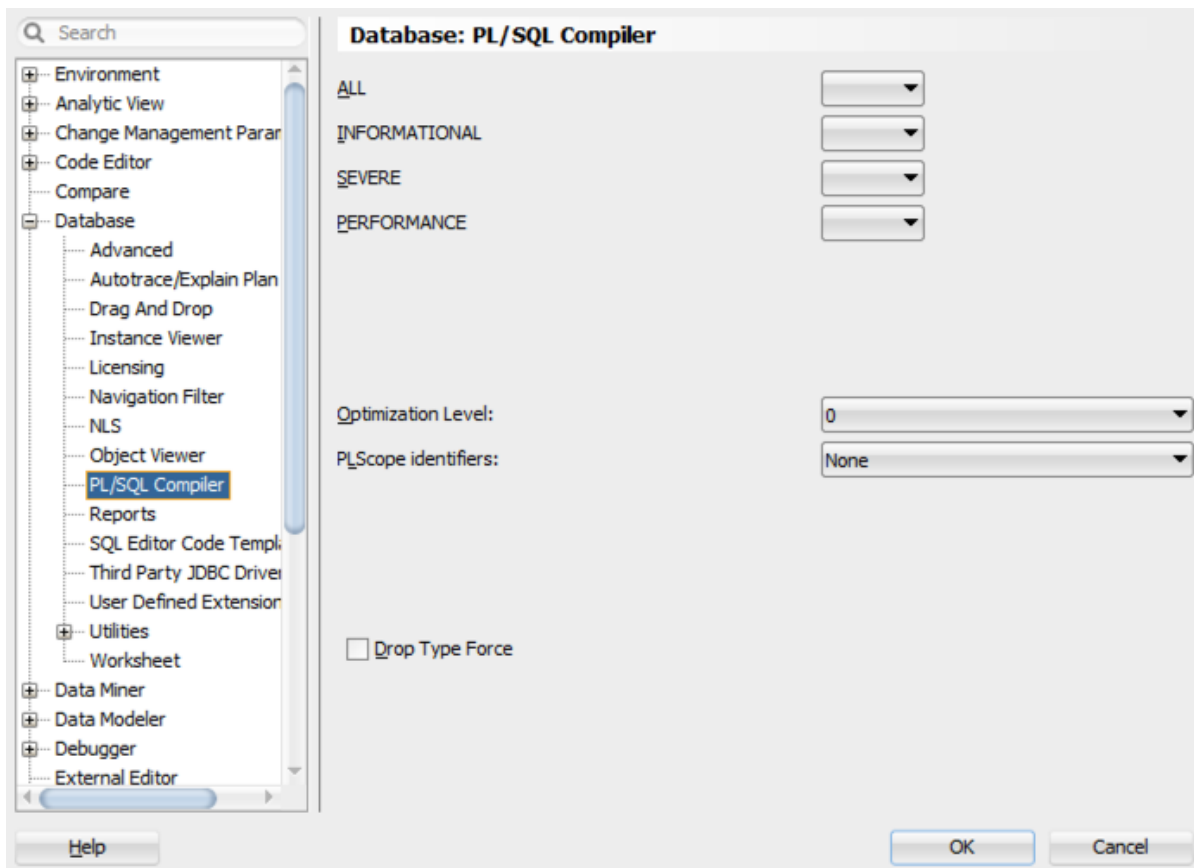 Search
Environment
Analytic View
Change Management Paran
Code Editor
Compare
Database
Advanced
Autotrace/Explain Plan
Drag And Drop
Instance Viewer
Licensing
Navigation Filter
NLS
Object Viewer
PL/SQL Compiler
Reports
SQL Editor Code Templa
Third Party JDBC Driver
User Defined Extension
Utilities
Worksheet
Data Miner
Data Modeler
Debugger
External Editor
Database: PL/SQL Compiler
ALL
INFORMATIONAL
SEVERE
PERFORMANCE
Optimization Level: 0
PLScope identifiers: None
Drop Type Force
Help OK Cancel